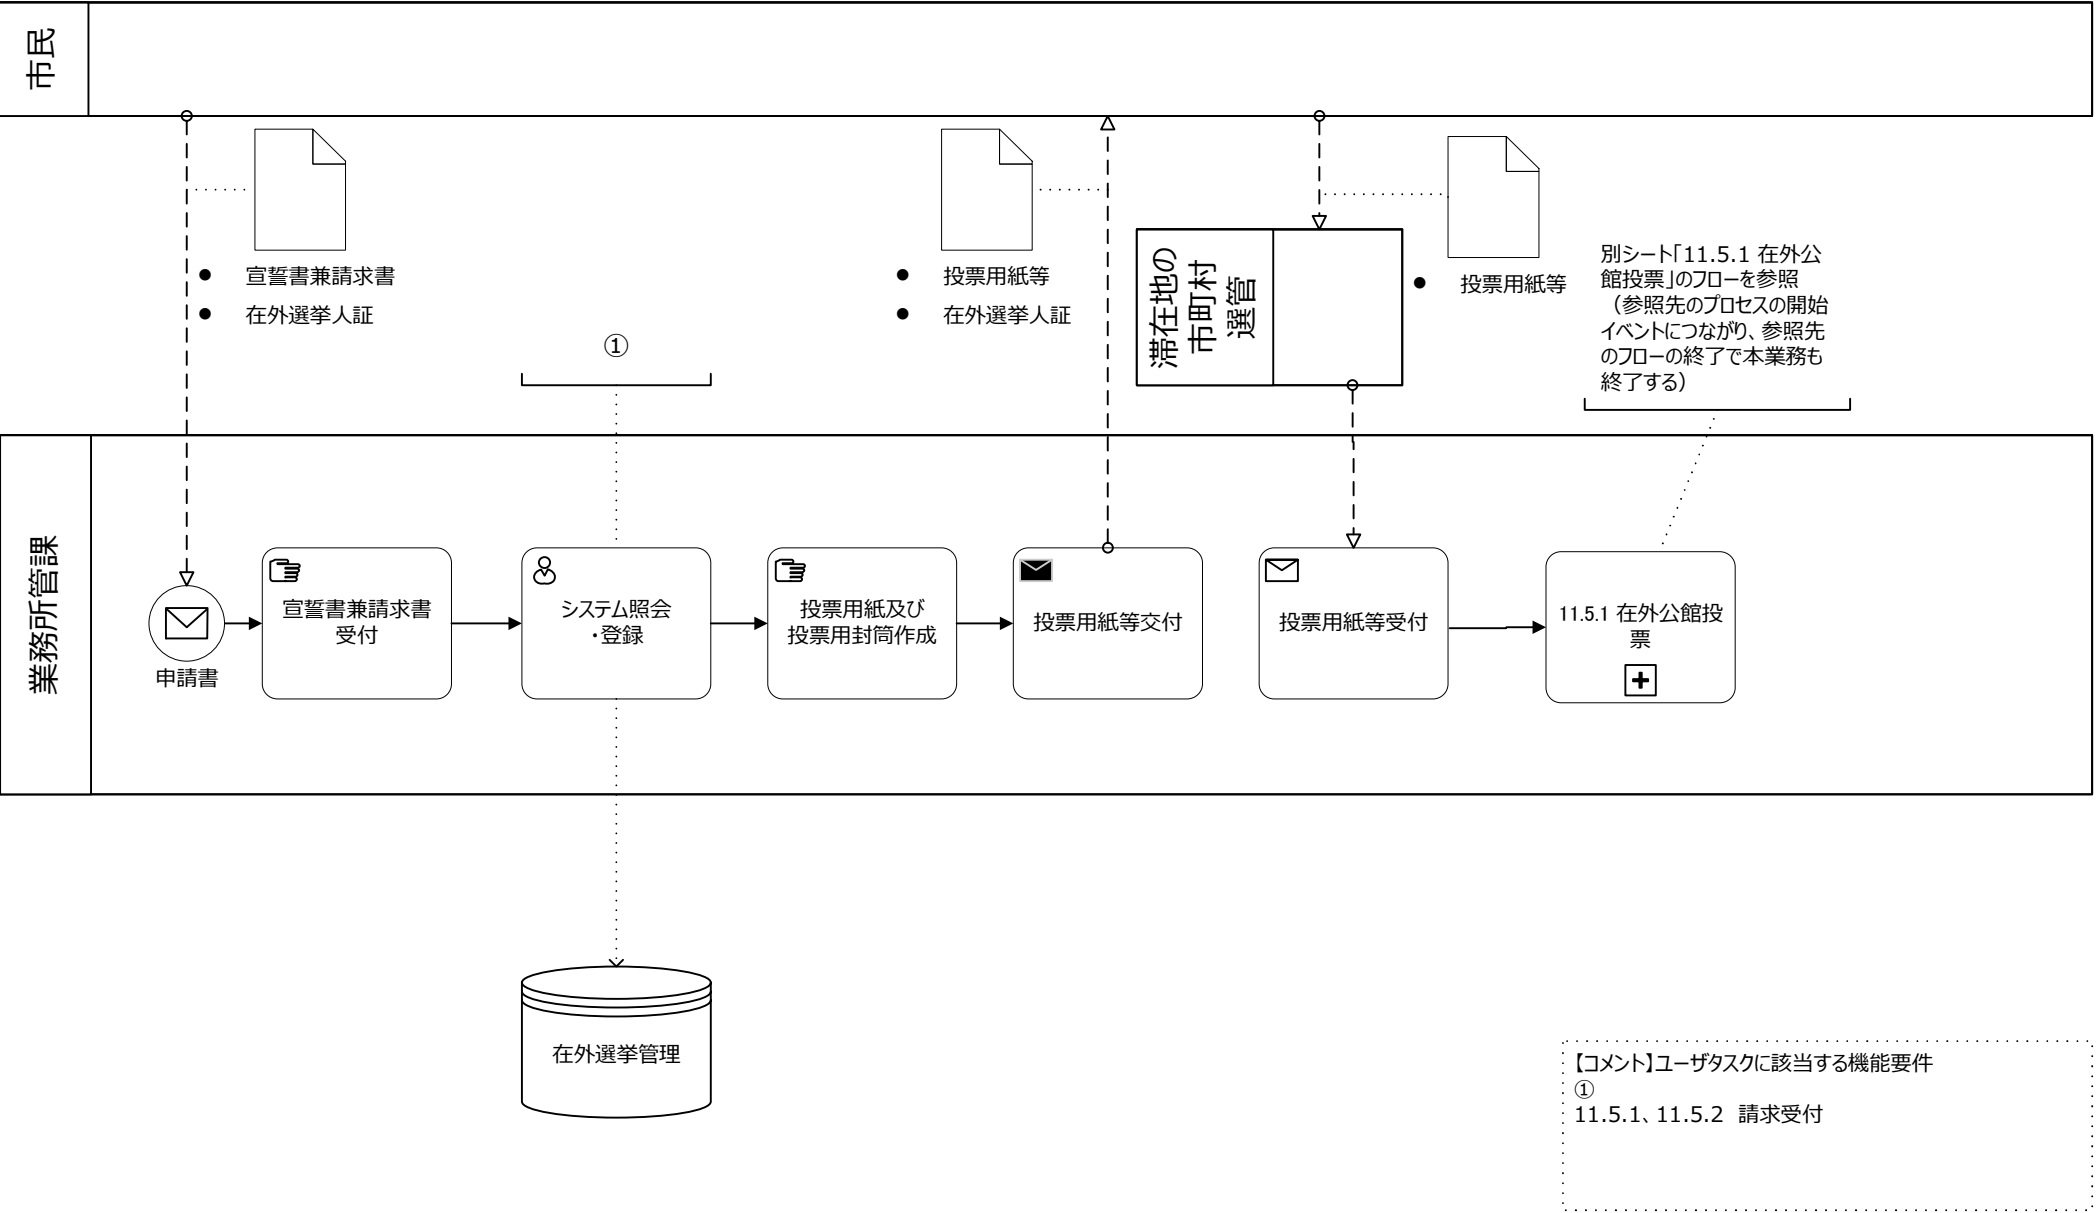 市民
● 宣誓書兼請求書
● 在外選挙人証
● 投票用紙等
● 在外選挙人証
滞在地の
市町村
選管
● 投票用紙等
別シート「11.5.1 在外公
館投票」のフローを参照
（参照先のプロセスの開始
イベントにつながり、参照先
のフローの終了で本業務も
終了する）
①
業務所管課
申請書
宣誓書兼請求書
受付
システム照会
・登録
投票用紙及び
投票用封筒作成
投票用紙等交付
投票用紙等受付
11.5.1 在外公館投
票
在外選挙管理
【コメント】ユーザタスクに該当する機能要件
①
11.5.1、11.5.2 請求受付